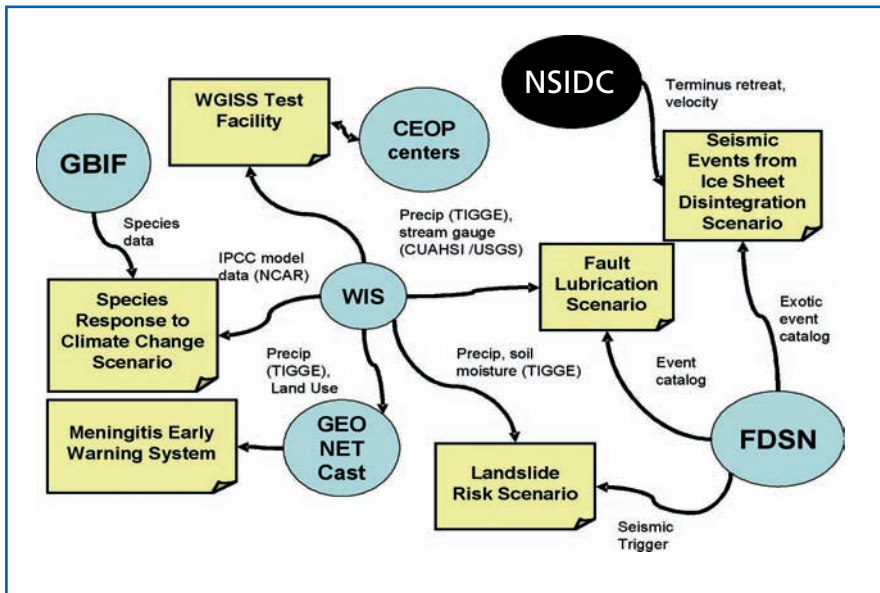 NSIDC
Terminus retreat,
velocity
WGISS Test
Facility
CEOP
centers
Seismic
Events from
Ice Sheet
Disintegration
Scenario
GBIF
Species
data
Precip (TIGGE),
stream gauge
(CUAHSI /USGS)
IPCC model
data (NCAR)
WIS
Fault
Lubrication
Scenario
Species
Response to
Climate Change
Scenario
Exotic
event
catalog
Precip
(TIGGE),
Land Use
Precip, soil
moisture (TIGGE)
Event
catalog
Meningitis Early
Warning System
GEO
NET
Cast
FDSN
Landslide
Risk Scenario
Seismic
Trigger